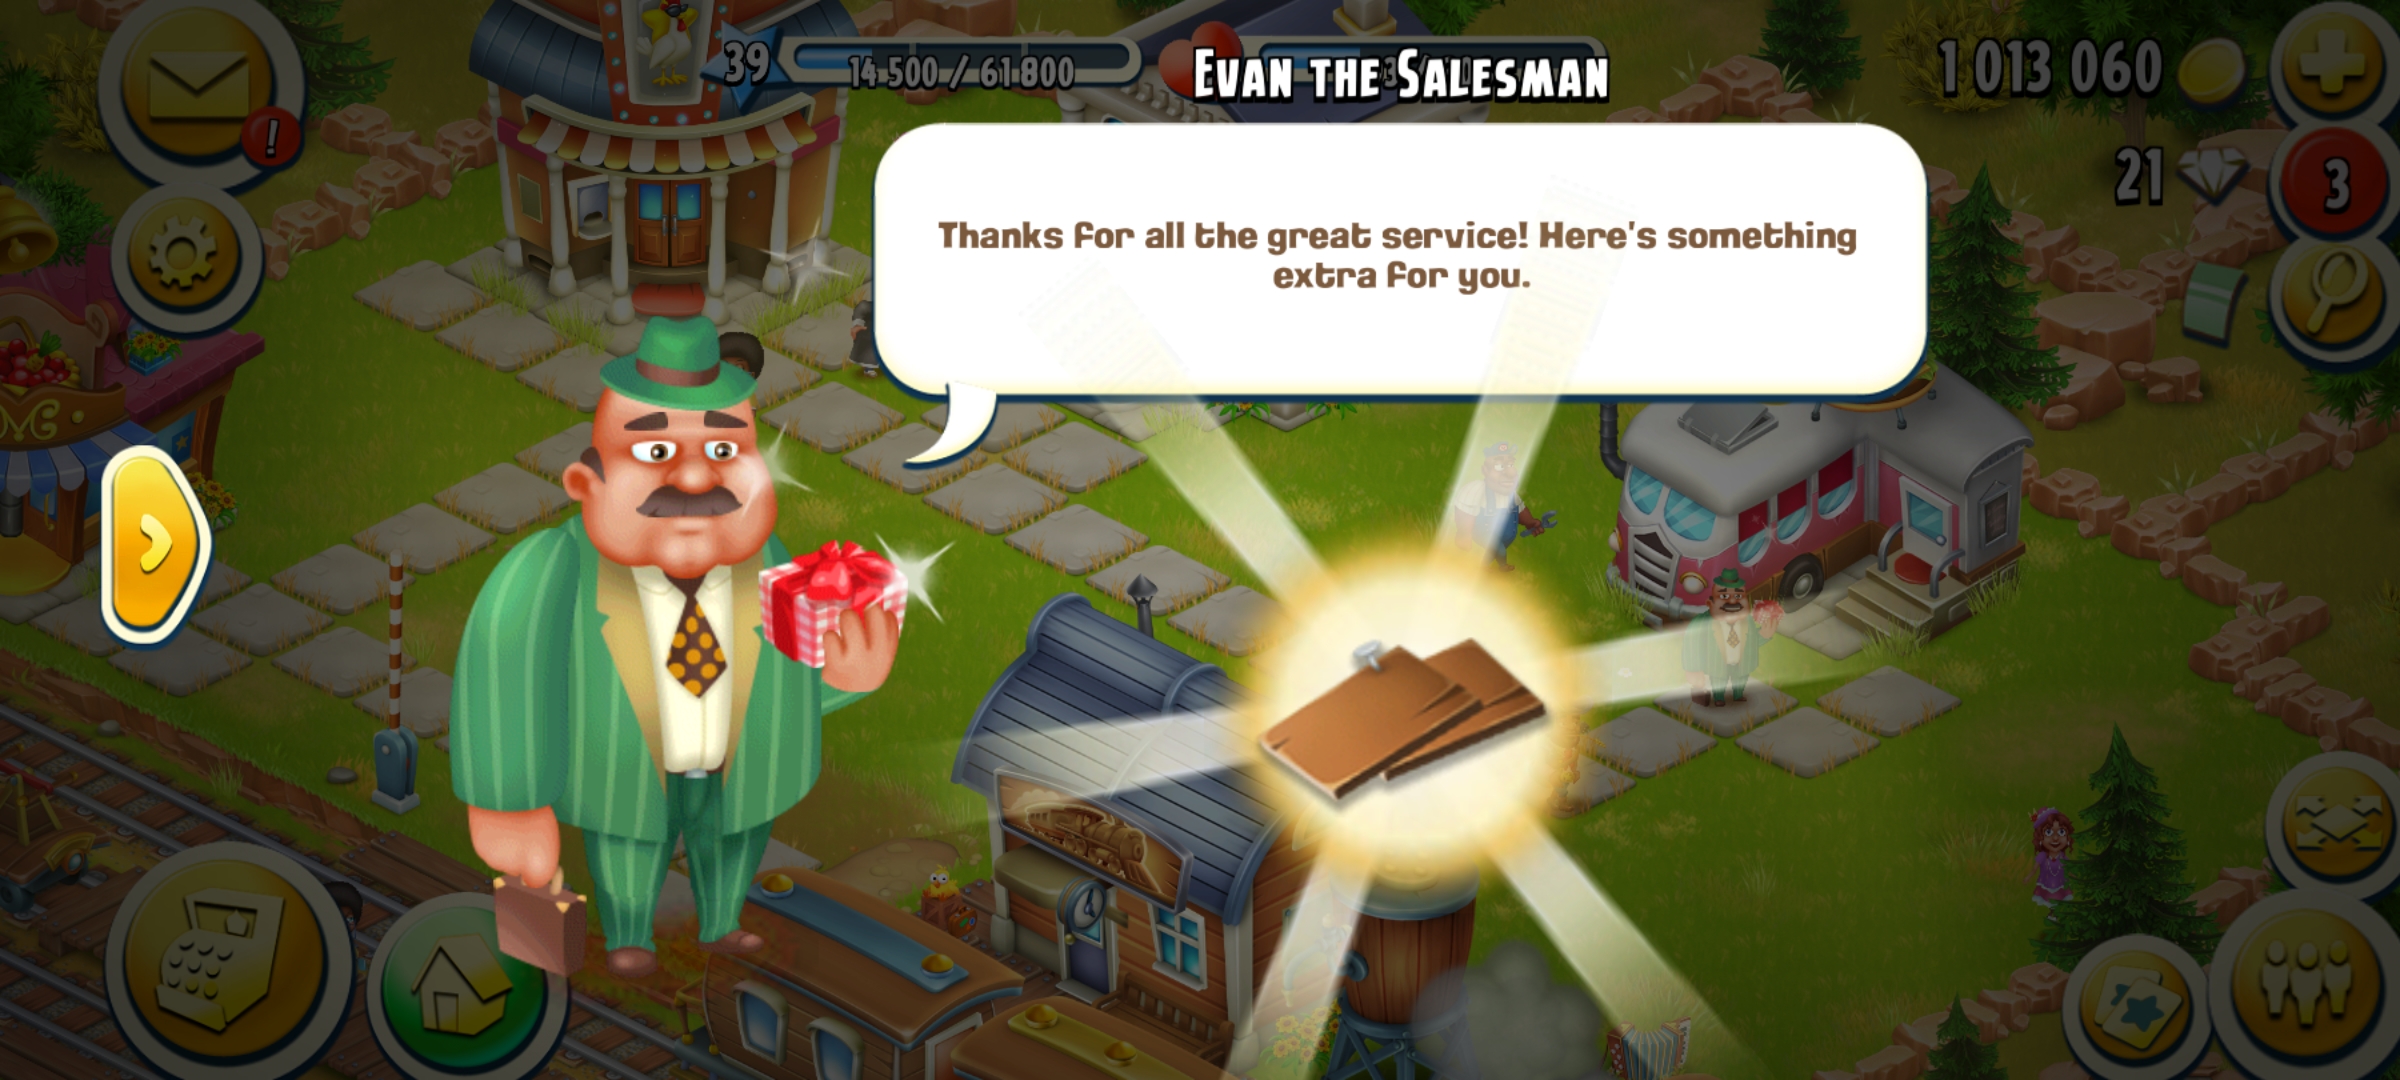 39
14 500 / 61 800
EVAN THE SALESMAN
1 013 060
21
3
!
Thanks for all the great service! Here's something
extra for you.